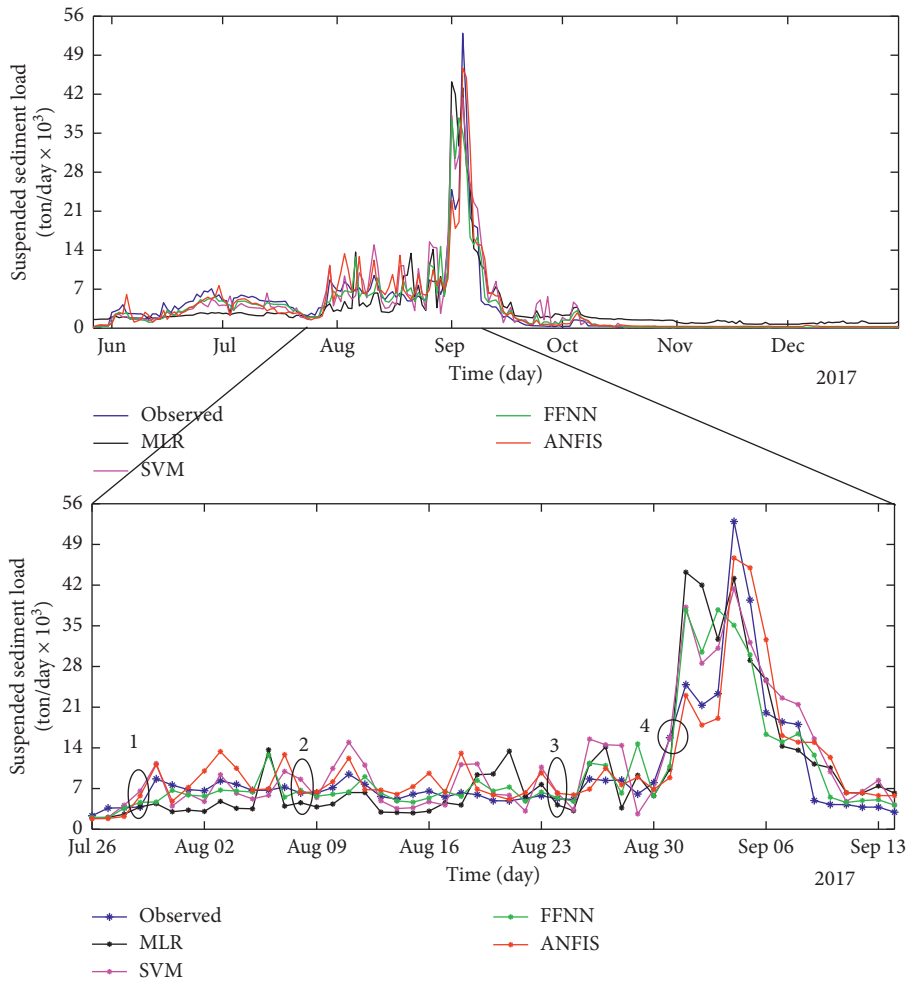 56
49
42
35
28
21
14
7
0
Suspended sediment load
(ton/day × 10³)
Jun Jul Aug Sep Oct Nov Dec
Time (day)
2017
Observed
MLR
SVM
FFNN
ANFIS
56
49
42
35
28
21
14
7
0
Suspended sediment load
(ton/day × 10³)
1 2 3 4
Jul 26 Aug 02 Aug 09 Aug 16 Aug 23 Aug 30 Sep 06 Sep 13
Time (day)
2017
Observed
MLR
SVM
FFNN
ANFIS